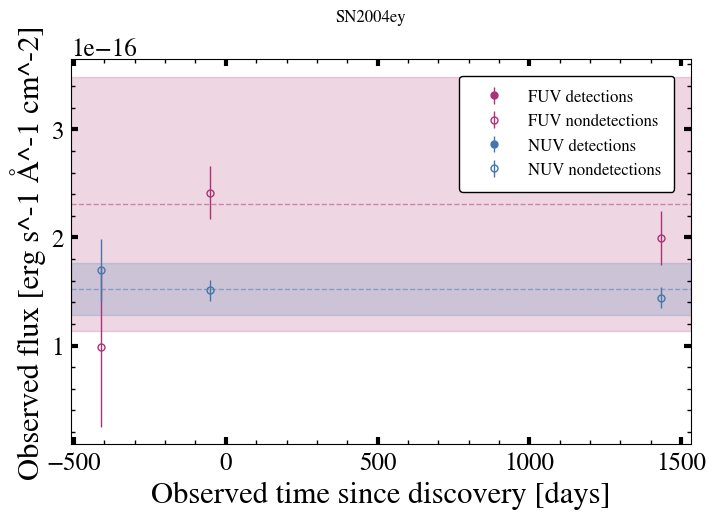 SN2004ey
1e−16
FUV detections
FUV nondetections
NUV detections
NUV nondetections
3
2
1
Observed flux [erg s^-1 Å^-1 cm^-2]
−500 0 500 1000 1500
Observed time since discovery [days]